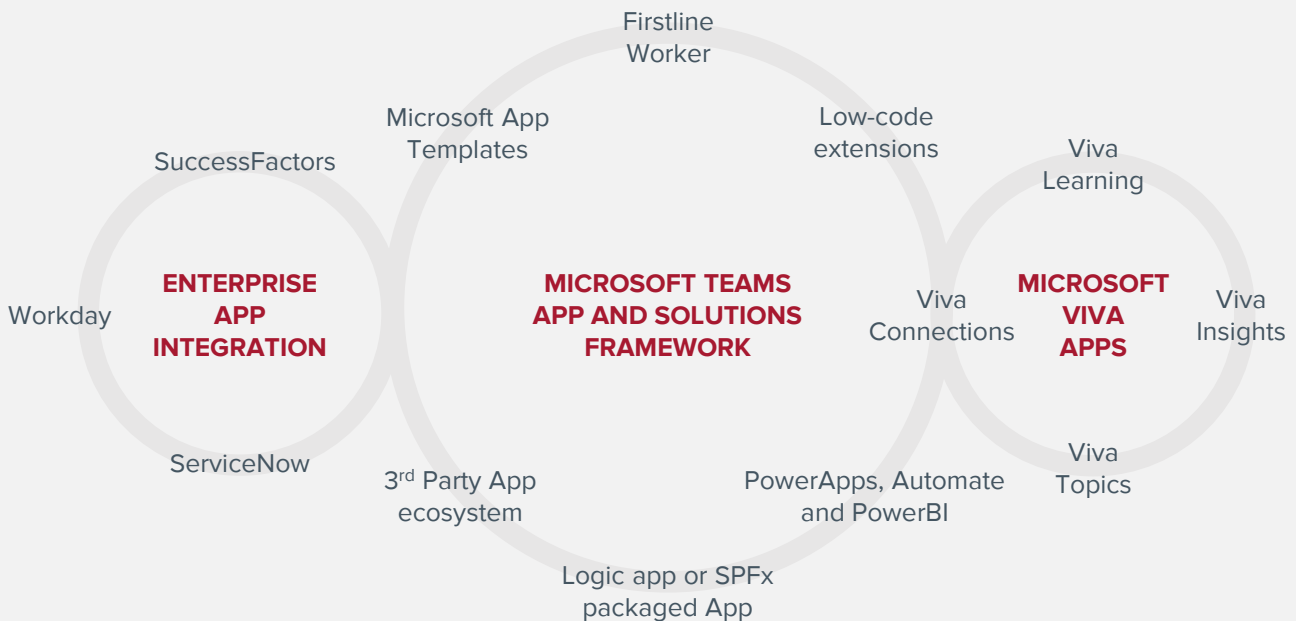 Firstline
Worker
Microsoft App
Templates
Low-code
extensions
SuccessFactors
Viva
Learning
Workday
ENTERPRISE
APP
INTEGRATION
MICROSOFT TEAMS
APP AND SOLUTIONS
FRAMEWORK
Viva
Connections
MICROSOFT
VIVA
APPS
Viva
Insights
ServiceNow
3rd Party App
ecosystem
PowerApps, Automate
and PowerBI
Viva
Topics
Logic app or SPFx
packaged App